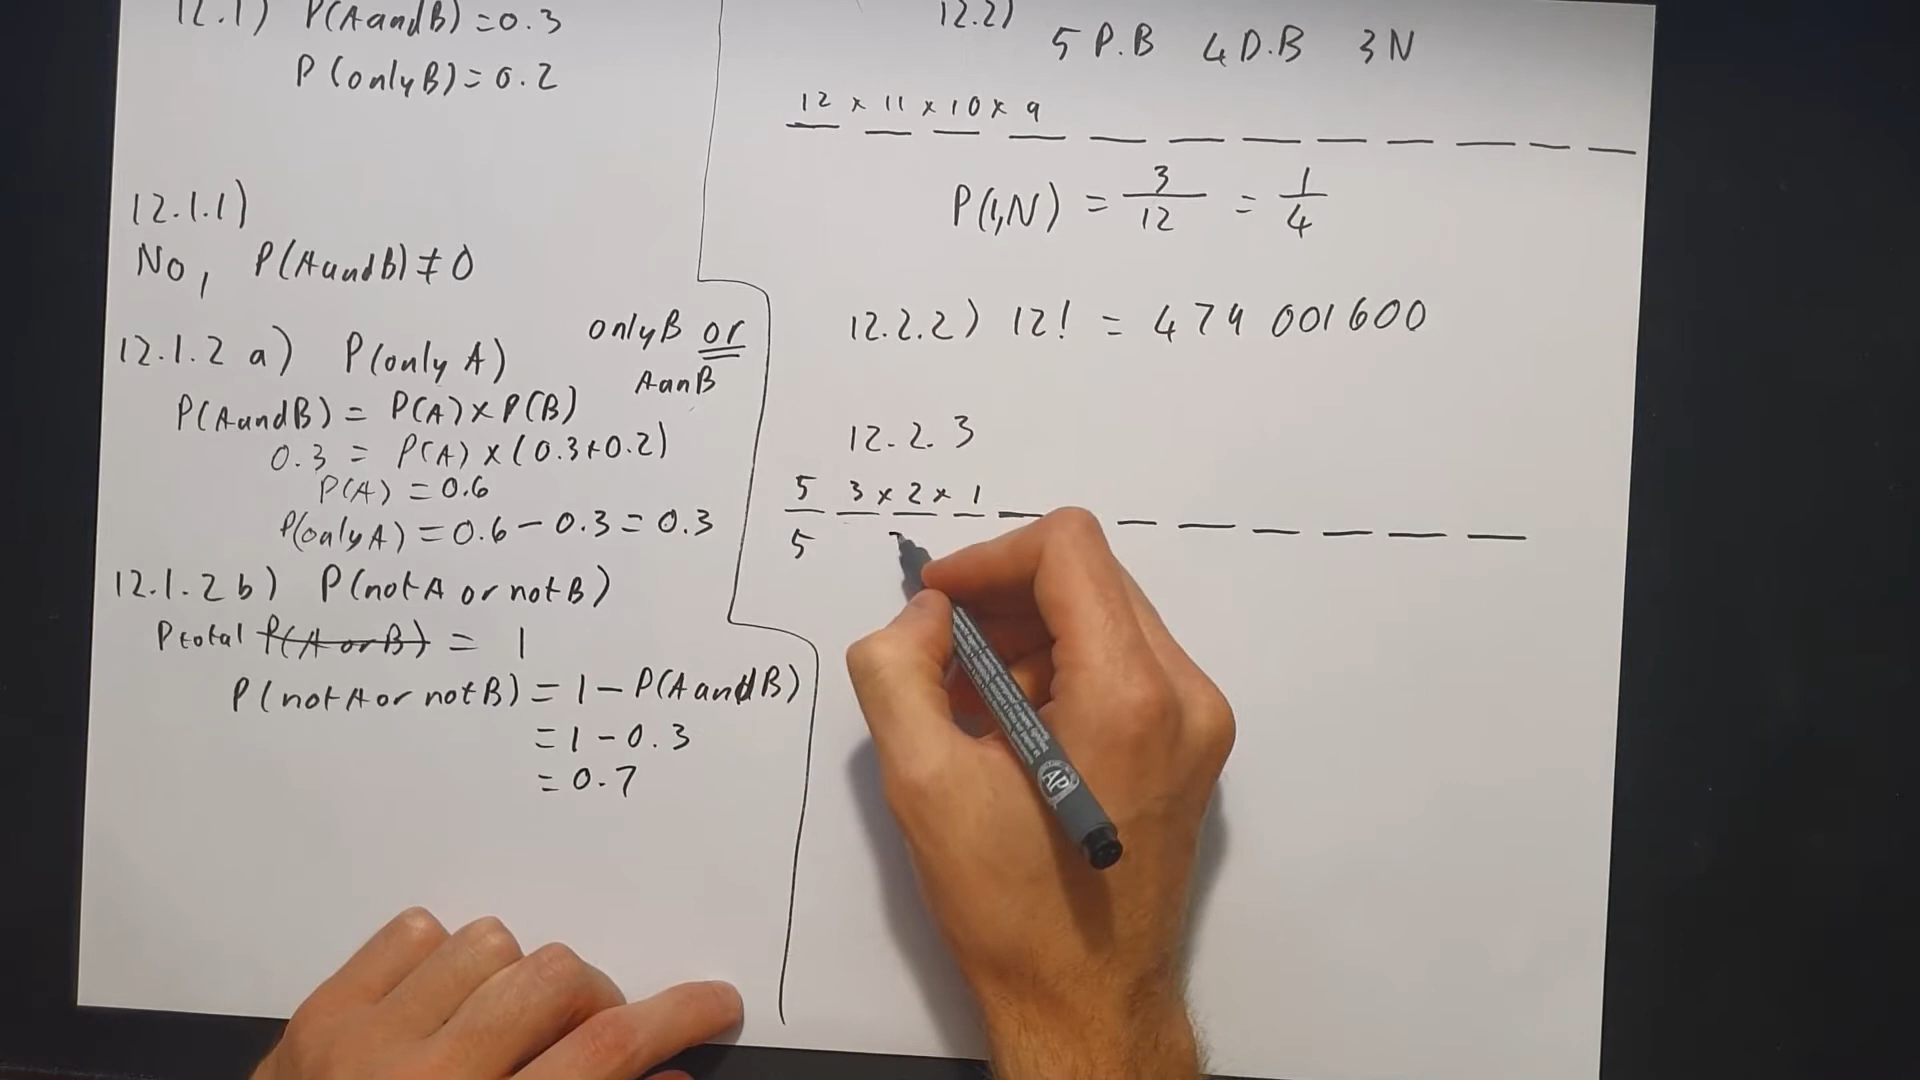 12.1) P(A and B) = 0.3
P(only B) = 0.2
12.1.1)
No, P(A and B) ≠ 0
12.1.2 a) P(only A)
only B or
A an B
P(A and B) = P(A) x P(B)
0.3 = P(A) x (0.3+0.2)
P(A) = 0.6
P(only A) = 0.6 - 0.3 = 0.3
12.1.2 b) P(not A or not B)
Ptotal P(A or B) = 1
P(not A or not B) = 1 - P(A and B)
= 1 - 0.3
= 0.7
12.2)
5 P.B 4 D.B 3 N
12 x 11 x 10 x 9
P(1,N) = 3/12 = 1/4
12.2.2) 12! = 479 001 600
12.2.3
5 3 x 2 x 1
5
AP